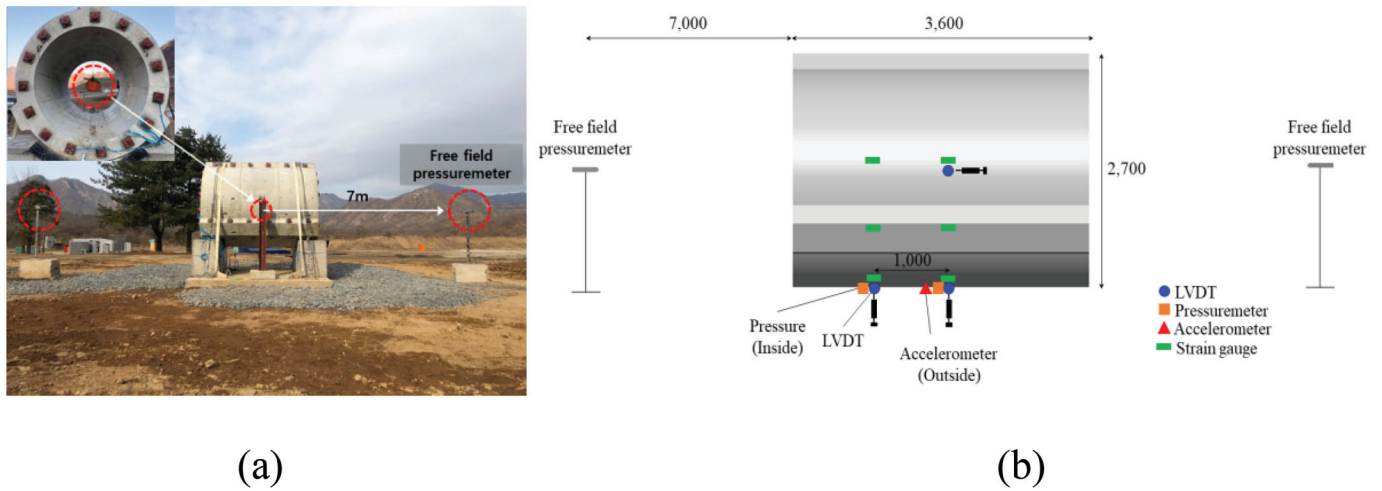 Free field
pressuremeter
7m
(a)
7,000
3,600
Free field
pressuremeter
2,700
Free field
pressuremeter
1,000
Pressure
(Inside)
LVDT
Accelerometer
(Outside)
LVDT
Pressuremeter
Accelerometer
Strain gauge
(b)